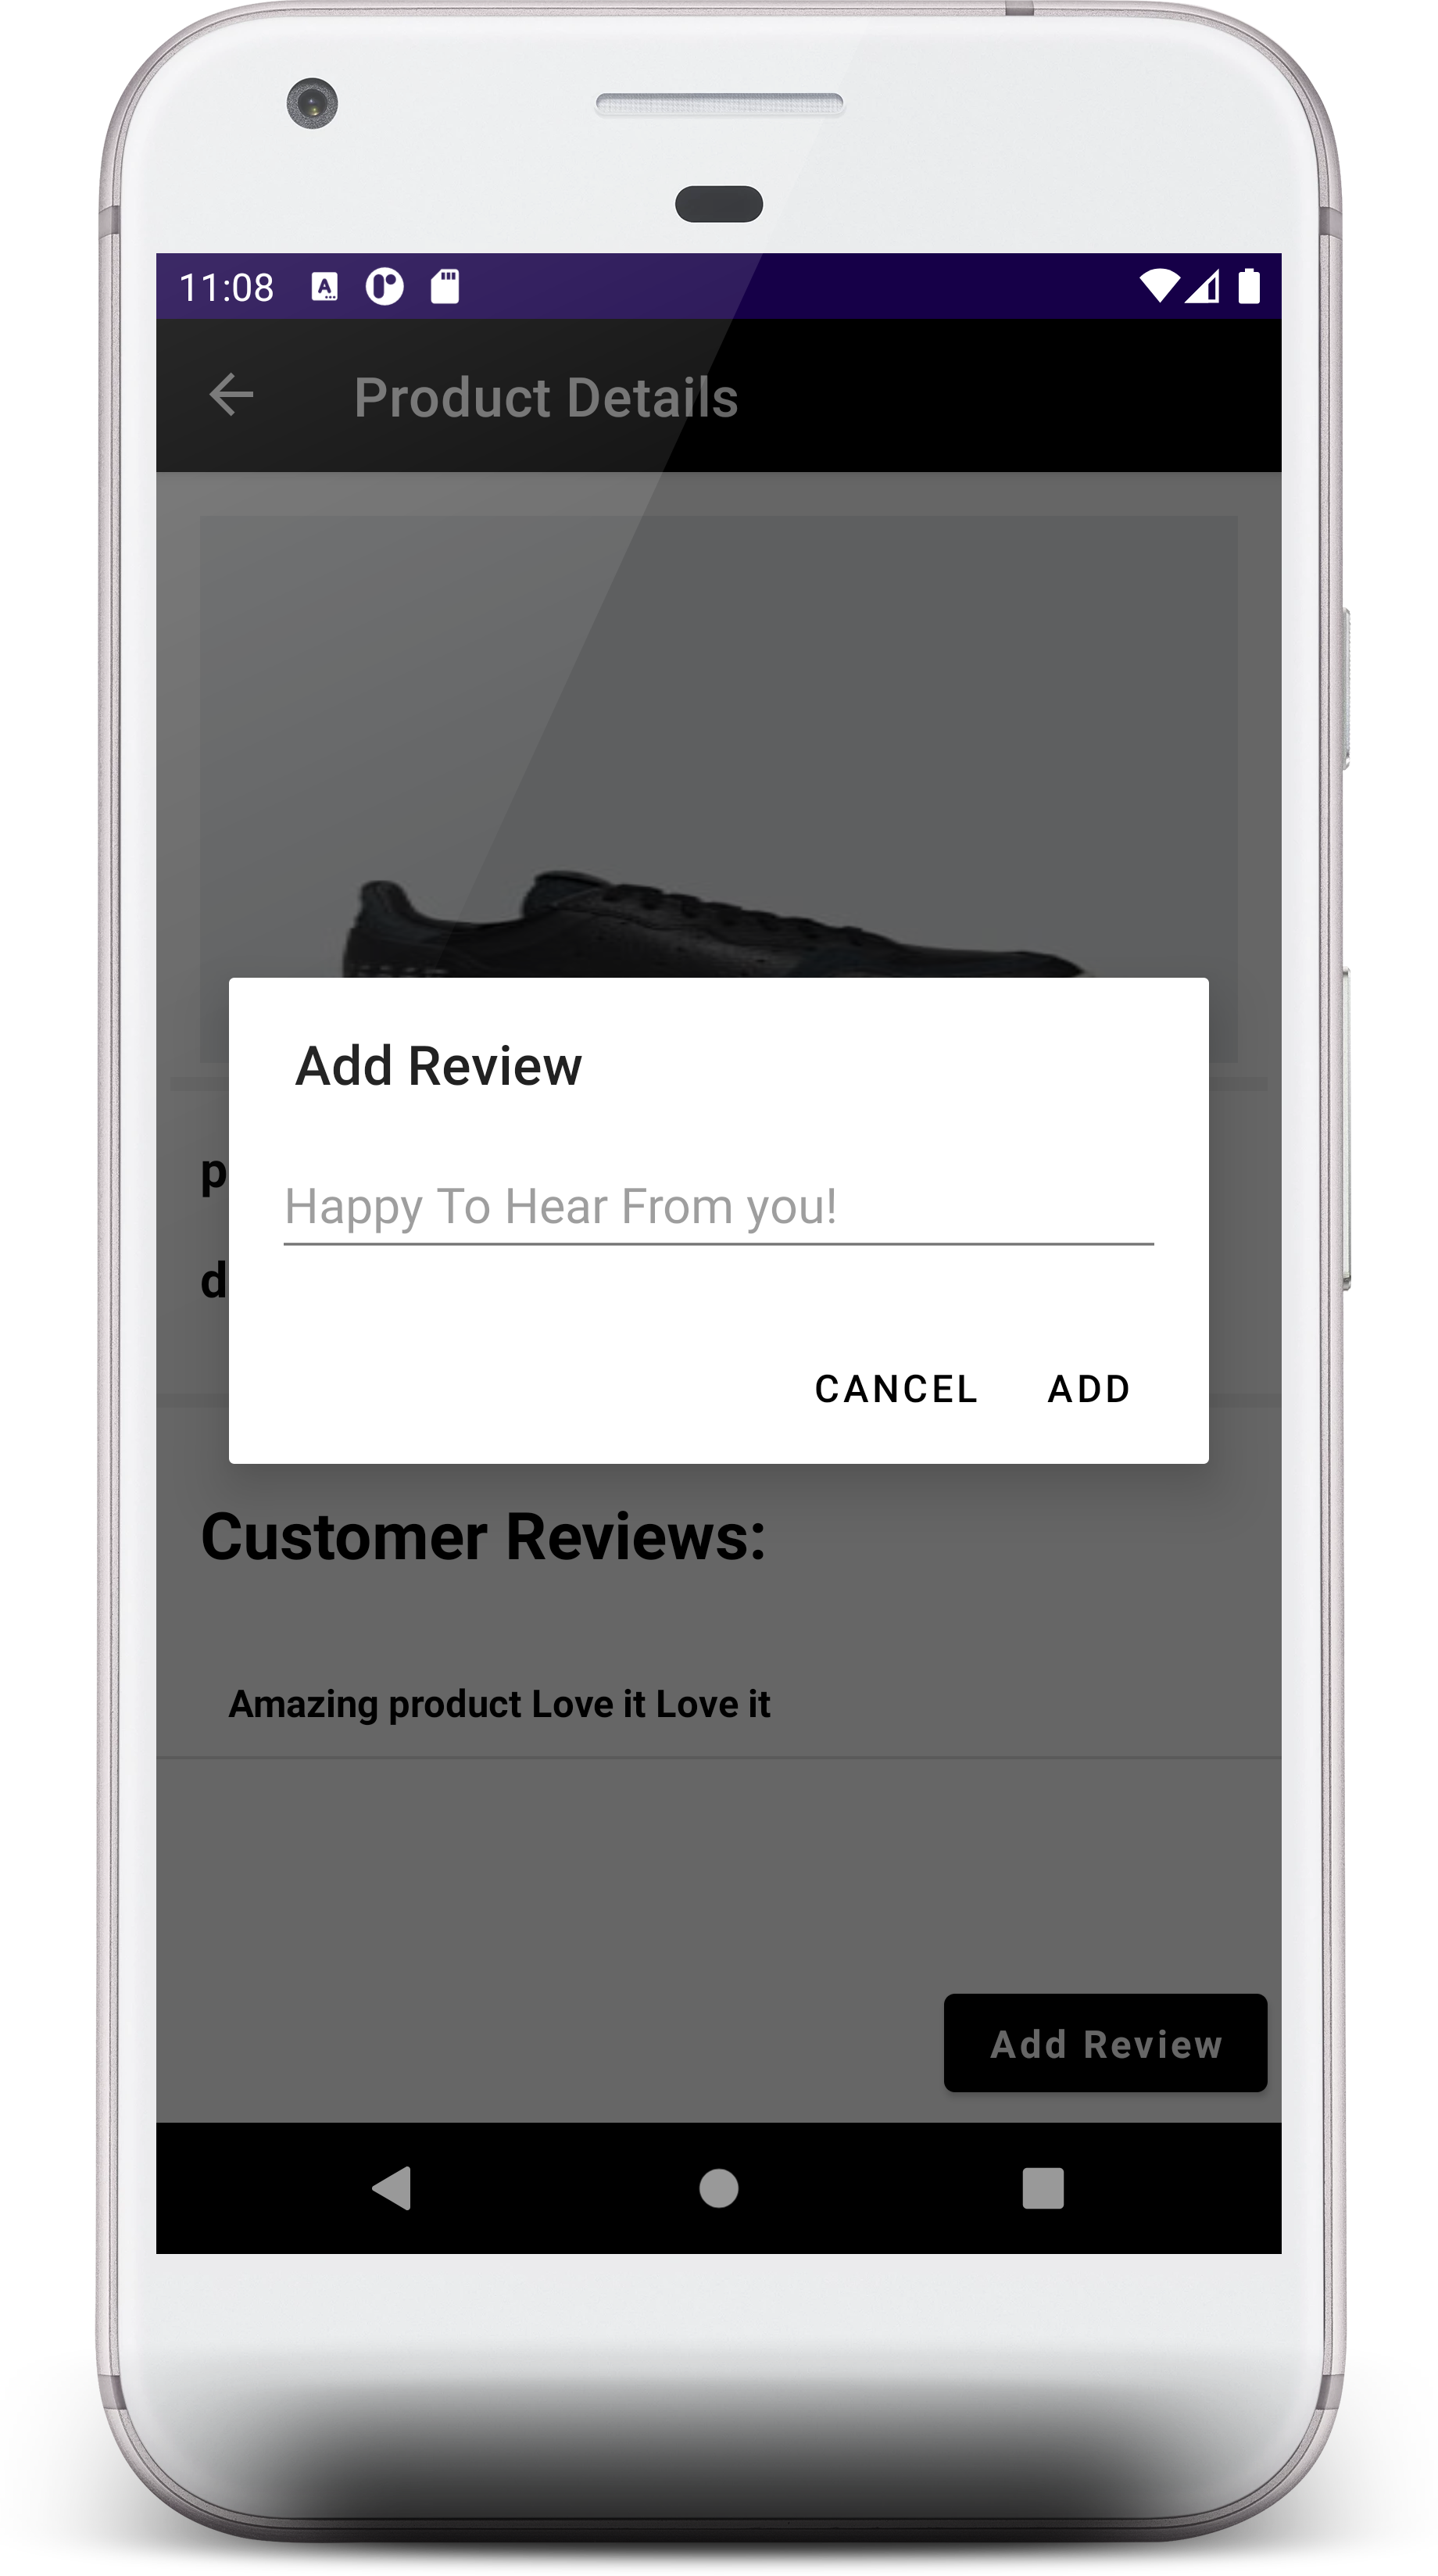 11:08
Product Details
Add Review
Happy To Hear From you!
CANCEL ADD
Customer Reviews:
Amazing product Love it Love it
Add Review